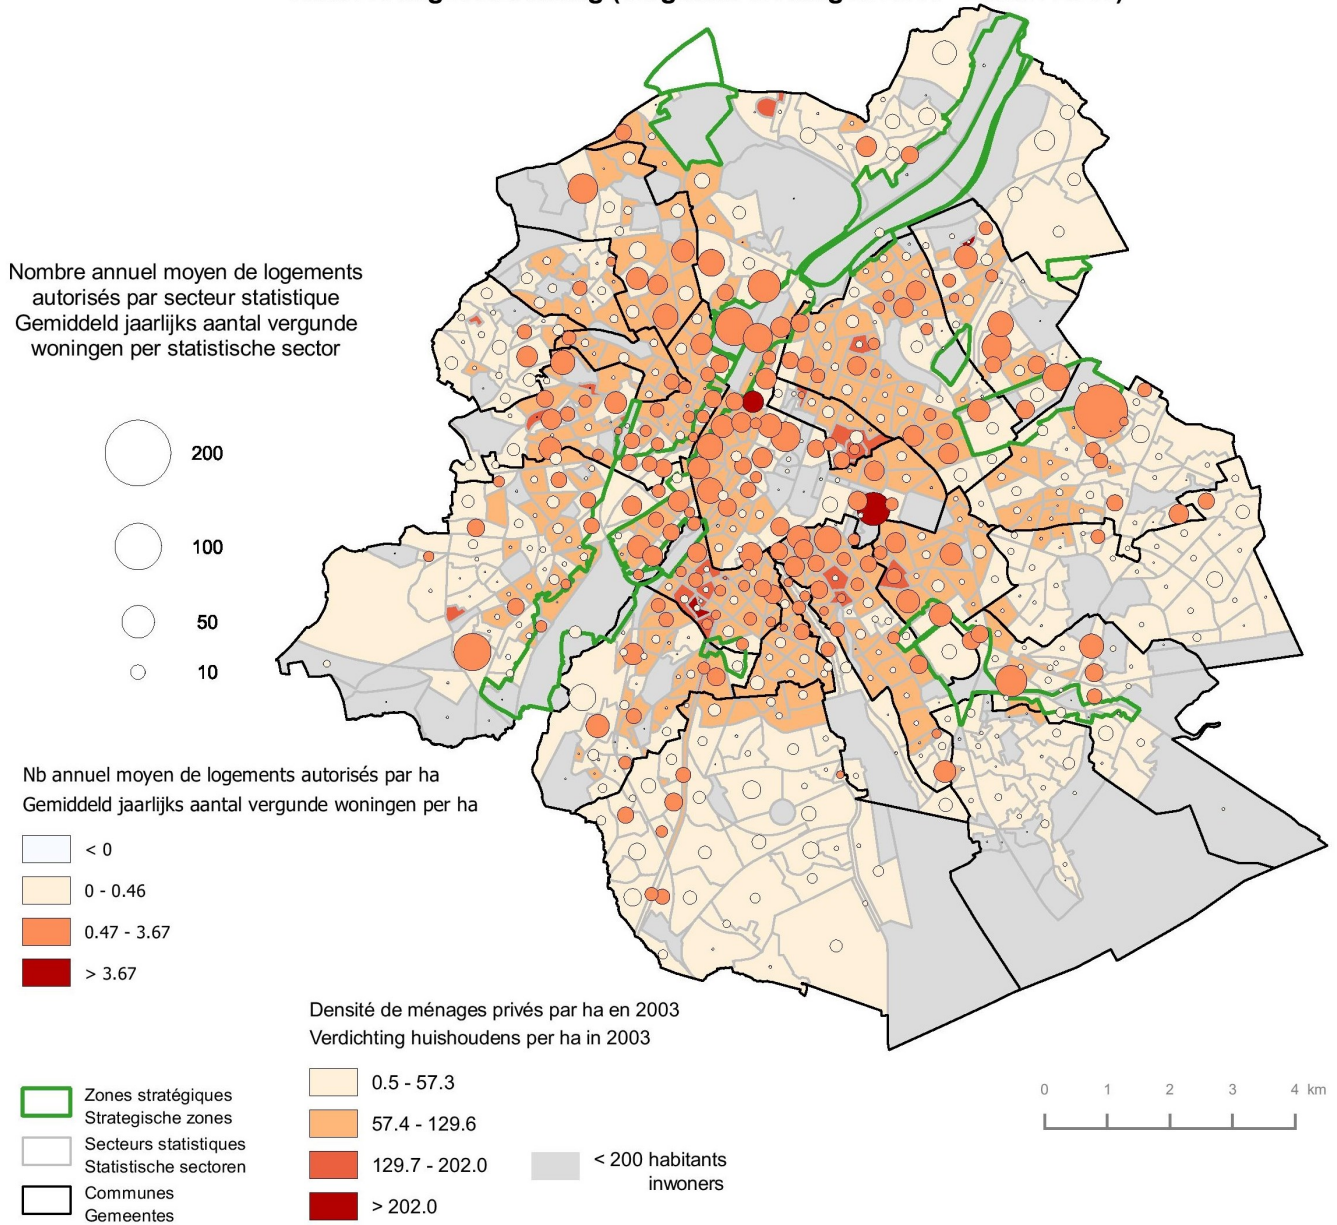 Nombre annuel moyen de logements
autorisés par secteur statistique
Gemiddeld jaarlijks aantal vergunde
woningen per statistische sector
200
100
50
10
Nb annuel moyen de logements autorisés par ha
Gemiddeld jaarlijks aantal vergunde woningen per ha
< 0
0 - 0.46
0.47 - 3.67
> 3.67
Densité de ménages privés par ha en 2003
Verdichting huishoudens per ha in 2003
0.5 - 57.3
57.4 - 129.6
129.7 - 202.0
> 202.0
< 200 habitants
inwoners
Zones stratégiques
Strategische zones
Secteurs statistiques
Statistische sectoren
Communes
Gemeentes
0 1 2 3 4 km